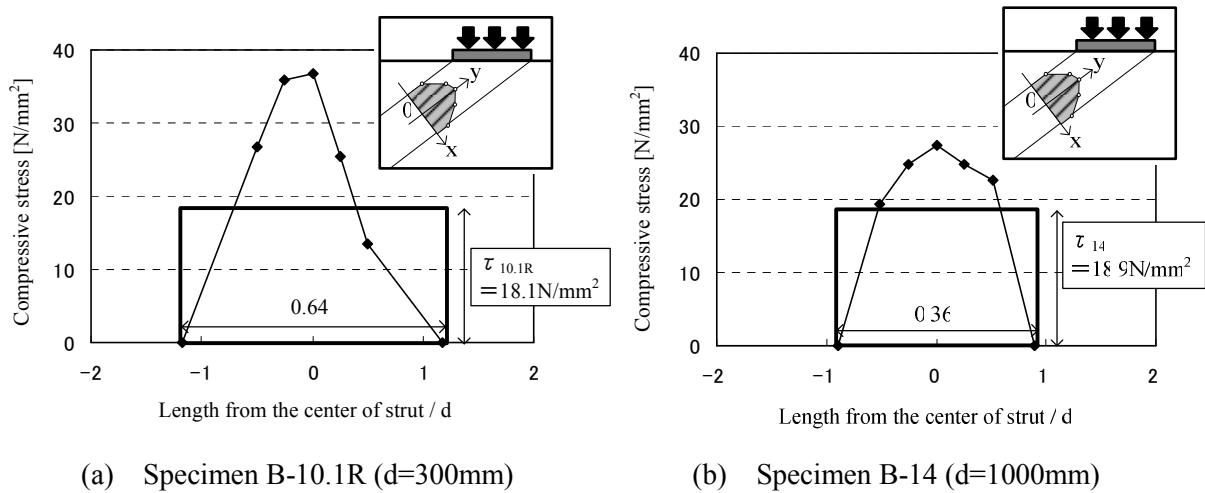 40
30
20
10
0
Compressive stress [N/mm²]
-2
-1
0
1
2
Length from the center of strut / d
0.64
τ 10.1R
=18.1N/mm²
0
y
x
(a) Specimen B-10.1R (d=300mm)
40
30
20
10
0
Compressive stress [N/mm²]
-2
-1
0
1
2
Length from the center of strut / d
0.36
τ 14
=18.9N/mm²
0
y
x
(b) Specimen B-14 (d=1000mm)